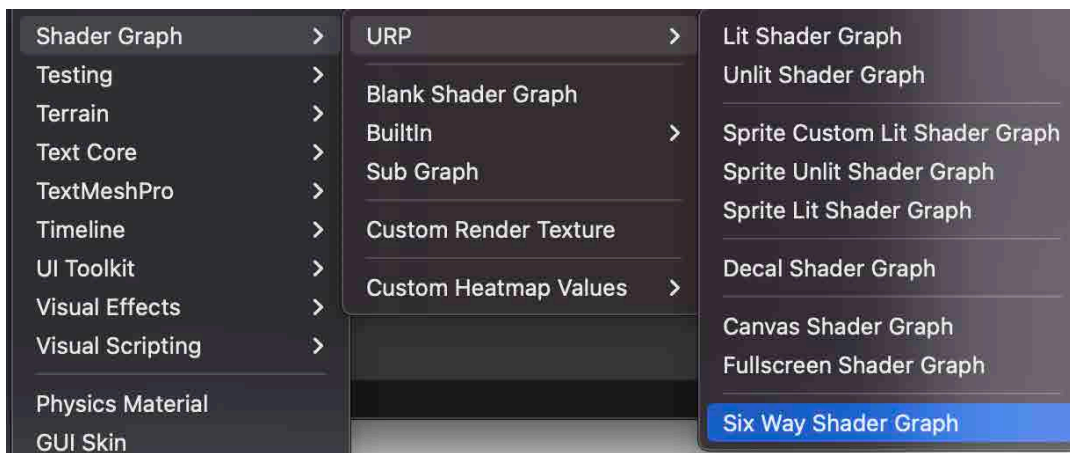 Shader Graph
Testing
Terrain
Text Core
TextMeshPro
Timeline
UI Toolkit
Visual Effects
Visual Scripting
Physics Material
GUI Skin
URP
Blank Shader Graph
BuiltIn
Sub Graph
Custom Render Texture
Custom Heatmap Values
Lit Shader Graph
Unlit Shader Graph
Sprite Custom Lit Shader Graph
Sprite Unlit Shader Graph
Sprite Lit Shader Graph
Decal Shader Graph
Canvas Shader Graph
Fullscreen Shader Graph
Six Way Shader Graph